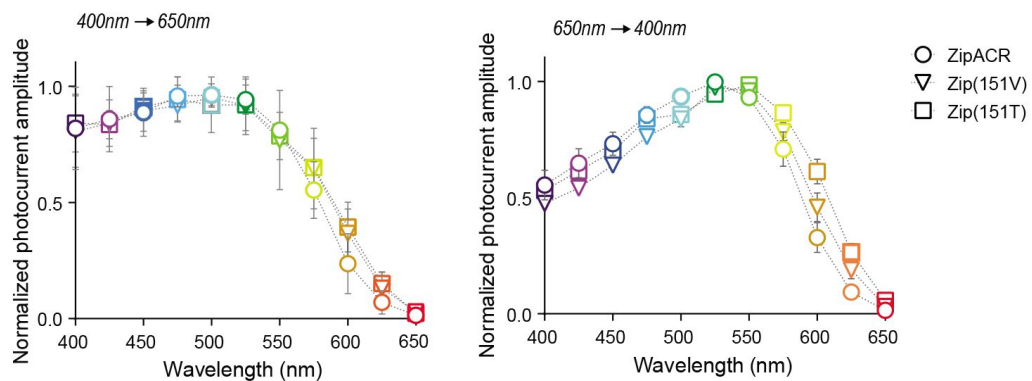 400nm → 650nm
Normalized photocurrent amplitude
1.0
0.5
0.0
400 450 500 550 600 650
Wavelength (nm)
650nm → 400nm
Normalized photocurrent amplitude
1.0
0.5
0.0
400 450 500 550 600 650
Wavelength (nm)
ZipACR
Zip(151V)
Zip(151T)